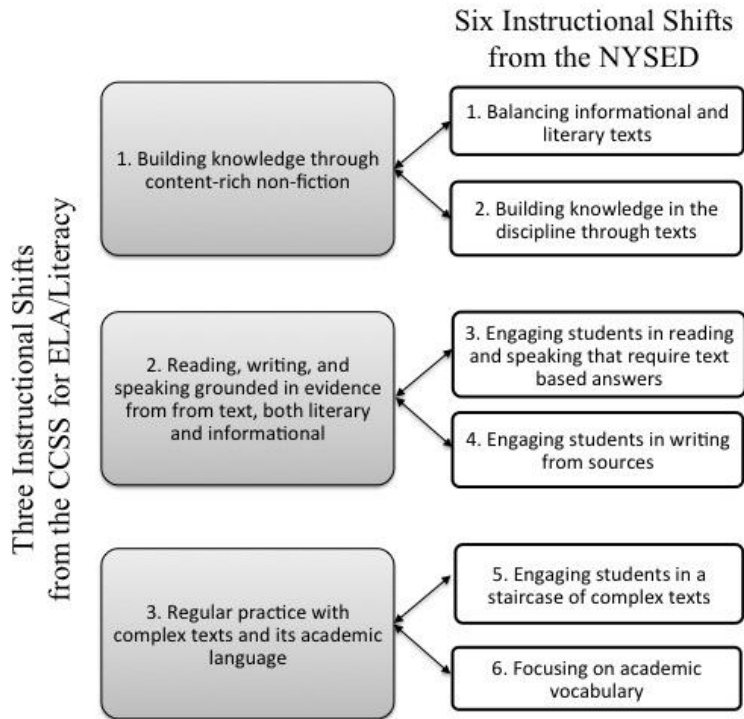 Six Instructional Shifts
from the NYSED
Three Instructional Shifts
from the CCSS for ELA/Literacy
1. Building knowledge through
content-rich non-fiction
1. Balancing informational and
literary texts
2. Building knowledge in the
discipline through texts
2. Reading, writing, and
speaking grounded in evidence
from from text, both literary
and informational
3. Engaging students in reading
and speaking that require text
based answers
4. Engaging students in writing
from sources
3. Regular practice with
complex texts and its academic
language
5. Engaging students in a
staircase of complex texts
6. Focusing on academic
vocabulary